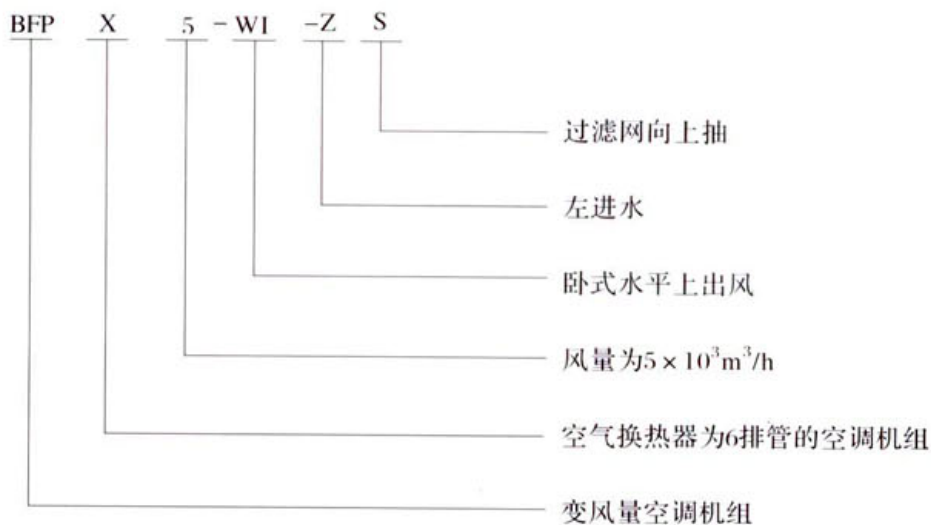 BFP X 5 - WI -Z S
过滤网向上抽
左进水
卧式水平上出风
风量为5×10³m³/h
空气换热器为6排管的空调机组
变风量空调机组